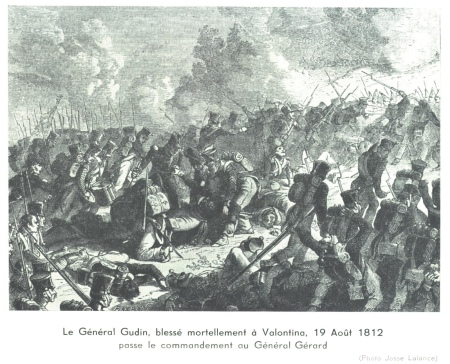 Le Général Gudin, blessé mortellement à Valontina, 19 Août 1812
passe le commandement au Général Gérard
(Photo Josse Lalance)